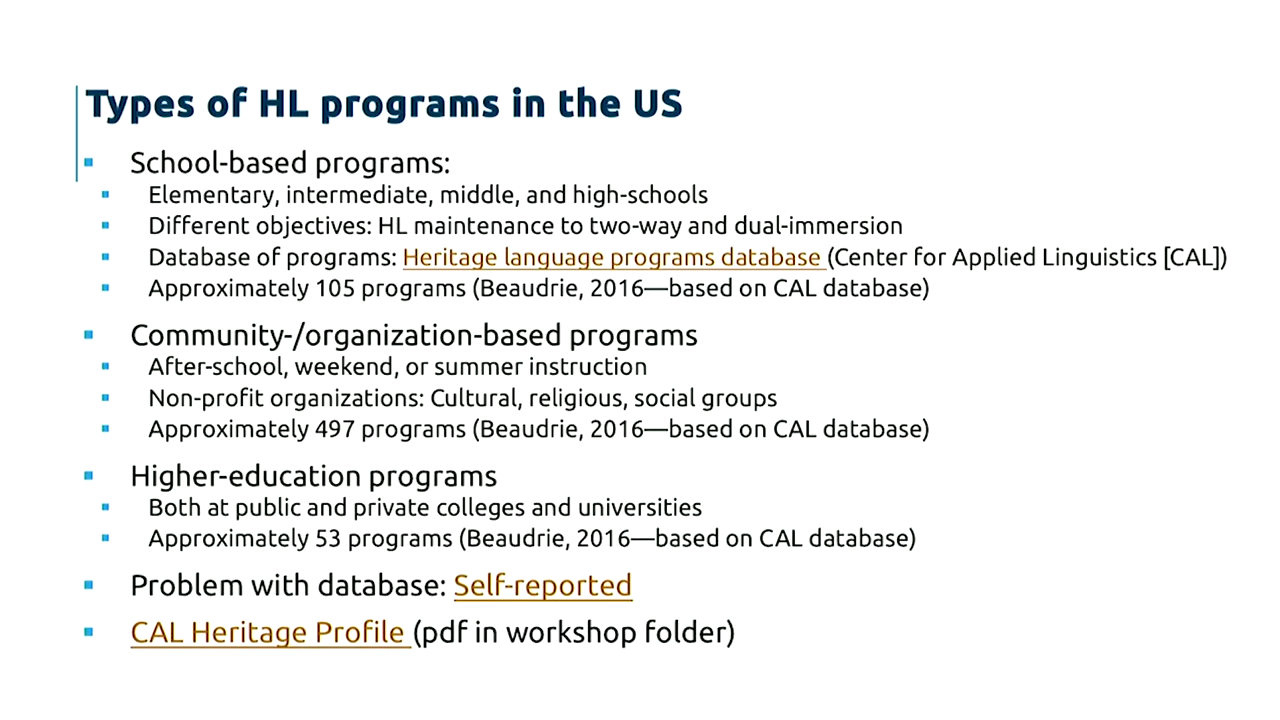 Types of HL programs in the US
School-based programs:
Elementary, intermediate, middle, and high-schools
Different objectives: HL maintenance to two-way and dual-immersion
Database of programs: Heritage language programs database (Center for Applied Linguistics [CAL])
Approximately 105 programs (Beaudrie, 2016—based on CAL database)
Community-/organization-based programs
After-school, weekend, or summer instruction
Non-profit organizations: Cultural, religious, social groups
Approximately 497 programs (Beaudrie, 2016—based on CAL database)
Higher-education programs
Both at public and private colleges and universities
Approximately 53 programs (Beaudrie, 2016—based on CAL database)
Problem with database: Self-reported
CAL Heritage Profile (pdf in workshop folder)